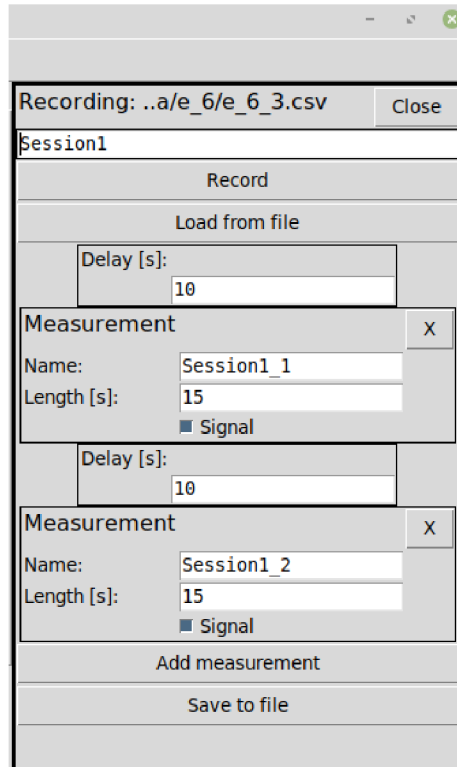 Recording: ..a/e_6/e_6_3.csv Close
Session1
Record
Load from file
Delay [s]:
10
Measurement X
Name: Session1_1
Length [s]: 15
Signal
Delay [s]:
10
Measurement X
Name: Session1_2
Length [s]: 15
Signal
Add measurement
Save to file